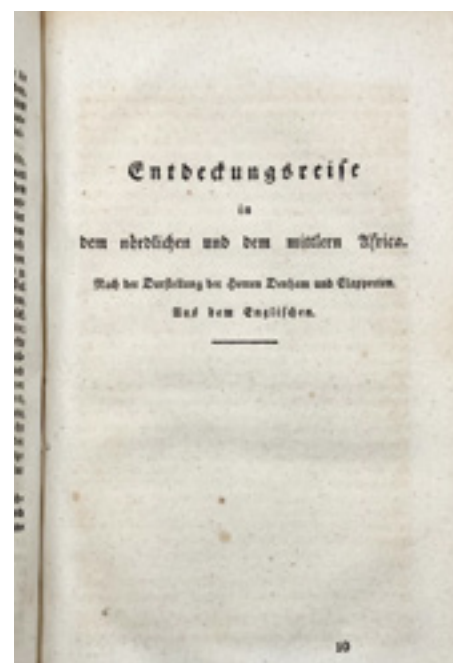 Entdeckungsreise
in
dem nördlichen und dem mittlern Africa.
Nach der Darstellung der Herren Denham und Clapperton.
Aus dem Englischen.
10